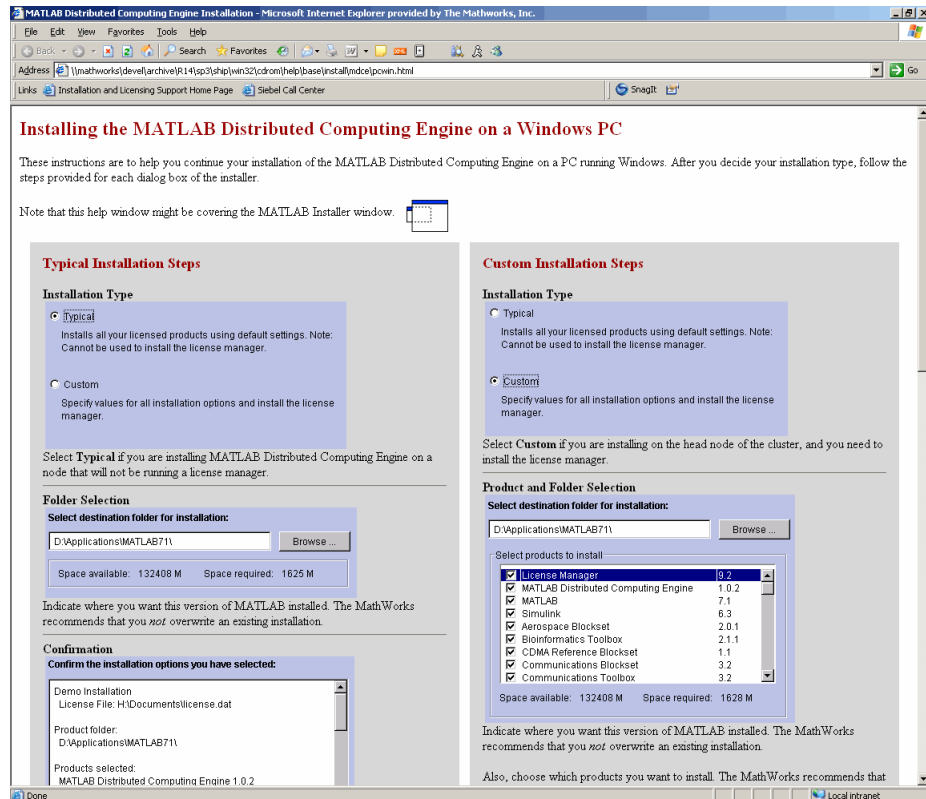 MATLAB Distributed Computing Engine Installation - Microsoft Internet Explorer provided by The Mathworks, Inc.
File Edit View Favorites Tools Help
Back Search Favorites
Address \\mathworks\devel\archive\R14\sp3\ship\win32\cdrom\help\base\install\mdce\pcwin.html Go
Links Installation and Licensing Support Home Page Siebel Call Center SnagIt
Installing the MATLAB Distributed Computing Engine on a Windows PC
These instructions are to help you continue your installation of the MATLAB Distributed Computing Engine on a PC running Windows. After you decide your installation type, follow the
steps provided for each dialog box of the installer.
Note that this help window might be covering the MATLAB Installer window.
Typical Installation Steps
Installation Type
Typical
Installs all your licensed products using default settings. Note:
Cannot be used to install the license manager.
Custom
Specify values for all installation options and install the license
manager.
Select Typical if you are installing MATLAB Distributed Computing Engine on a
node that will not be running a license manager.
Folder Selection
Select destination folder for installation:
D:\Applications\MATLAB71\ Browse ...
Space available: 132408 M Space required: 1625 M
Indicate where you want this version of MATLAB installed. The MathWorks
recommends that you not overwrite an existing installation.
Confirmation
Confirm the installation options you have selected:
Demo Installation
License File: H:\Documents\license.dat
Product folder:
D:\Applications\MATLAB71\
Products selected:
MATLAB Distributed Computing Engine 1.0.2
Custom Installation Steps
Installation Type
Typical
Installs all your licensed products using default settings. Note:
Cannot be used to install the license manager.
Custom
Specify values for all installation options and install the license
manager.
Select Custom if you are installing on the head node of the cluster, and you need to
install the license manager.
Product and Folder Selection
Select destination folder for installation:
D:\Applications\MATLAB71\ Browse ...
Select products to install
License Manager 9.2
MATLAB Distributed Computing Engine 1.0.2
MATLAB 7.1
Simulink 6.3
Aerospace Blockset 2.0.1
Bioinformatics Toolbox 2.1.1
CDMA Reference Blockset 1.1
Communications Blockset 3.2
Communications Toolbox 3.2
Space available: 132408 M Space required: 1628 M
Indicate where you want this version of MATLAB installed. The MathWorks
recommends that you not overwrite an existing installation.
Also, choose which products you want to install. The MathWorks recommends that
Done Local intranet